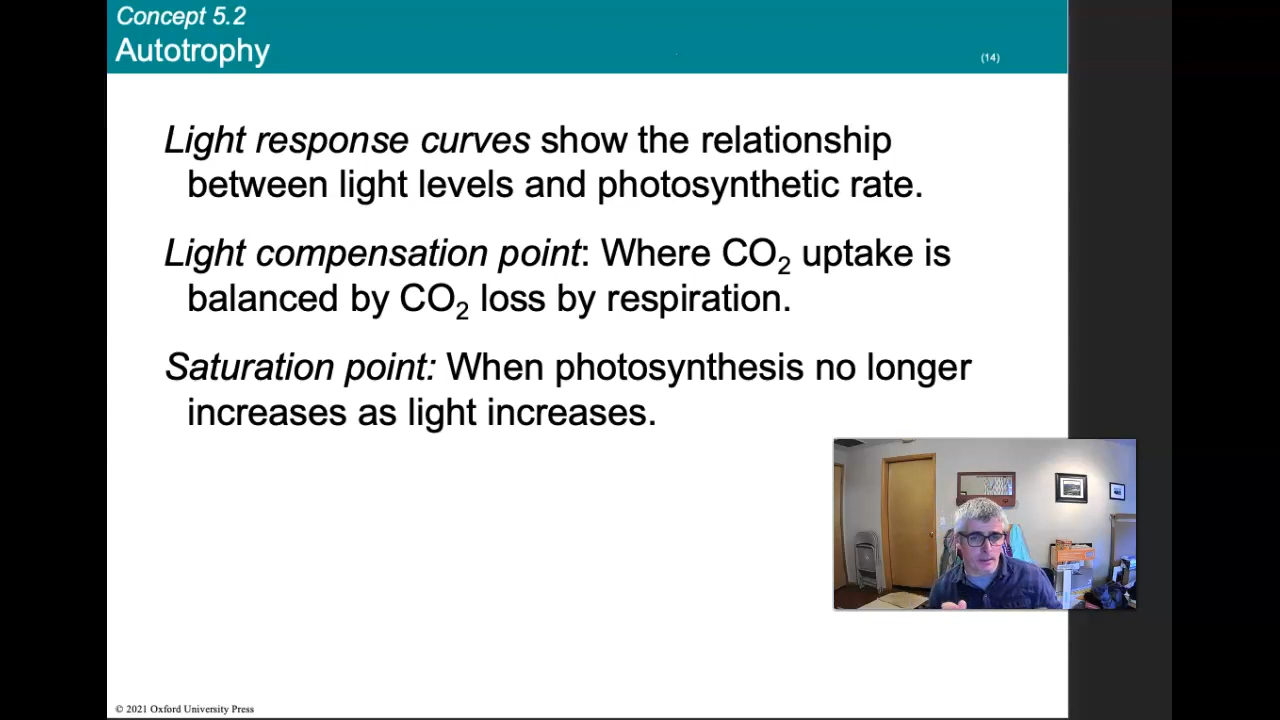 Concept 5.2
Autotrophy
(14)
Light response curves show the relationship
between light levels and photosynthetic rate.
Light compensation point: Where CO₂ uptake is
balanced by CO₂ loss by respiration.
Saturation point: When photosynthesis no longer
increases as light increases.
© 2021 Oxford University Press